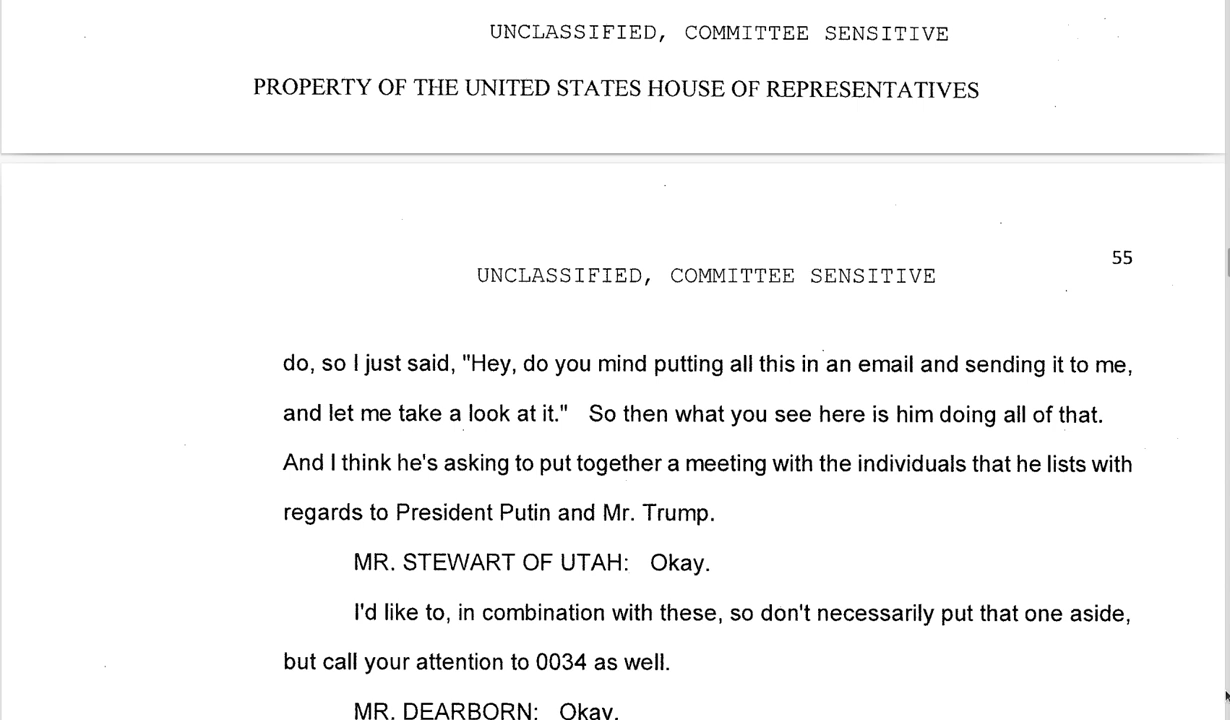 UNCLASSIFIED, COMMITTEE SENSITIVE
PROPERTY OF THE UNITED STATES HOUSE OF REPRESENTATIVES
55
UNCLASSIFIED, COMMITTEE SENSITIVE
do, so I just said, "Hey, do you mind putting all this in an email and sending it to me,
and let me take a look at it." So then what you see here is him doing all of that.
And I think he's asking to put together a meeting with the individuals that he lists with
regards to President Putin and Mr. Trump.
MR. STEWART OF UTAH: Okay.
I'd like to, in combination with these, so don't necessarily put that one aside,
but call your attention to 0034 as well.
MR. DEARBORN: Okay.